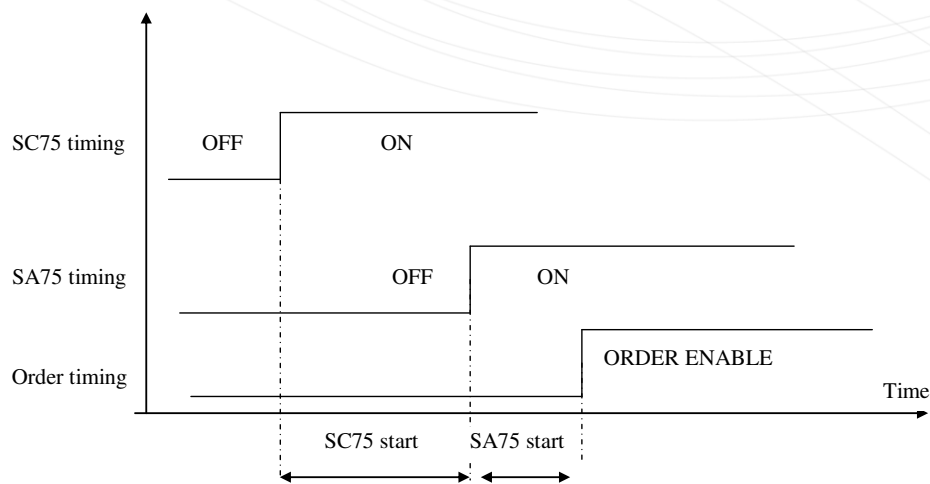 SC75 timing OFF ON
SA75 timing OFF ON
ORDER ENABLE
Order timing
Time
SC75 start SA75 start